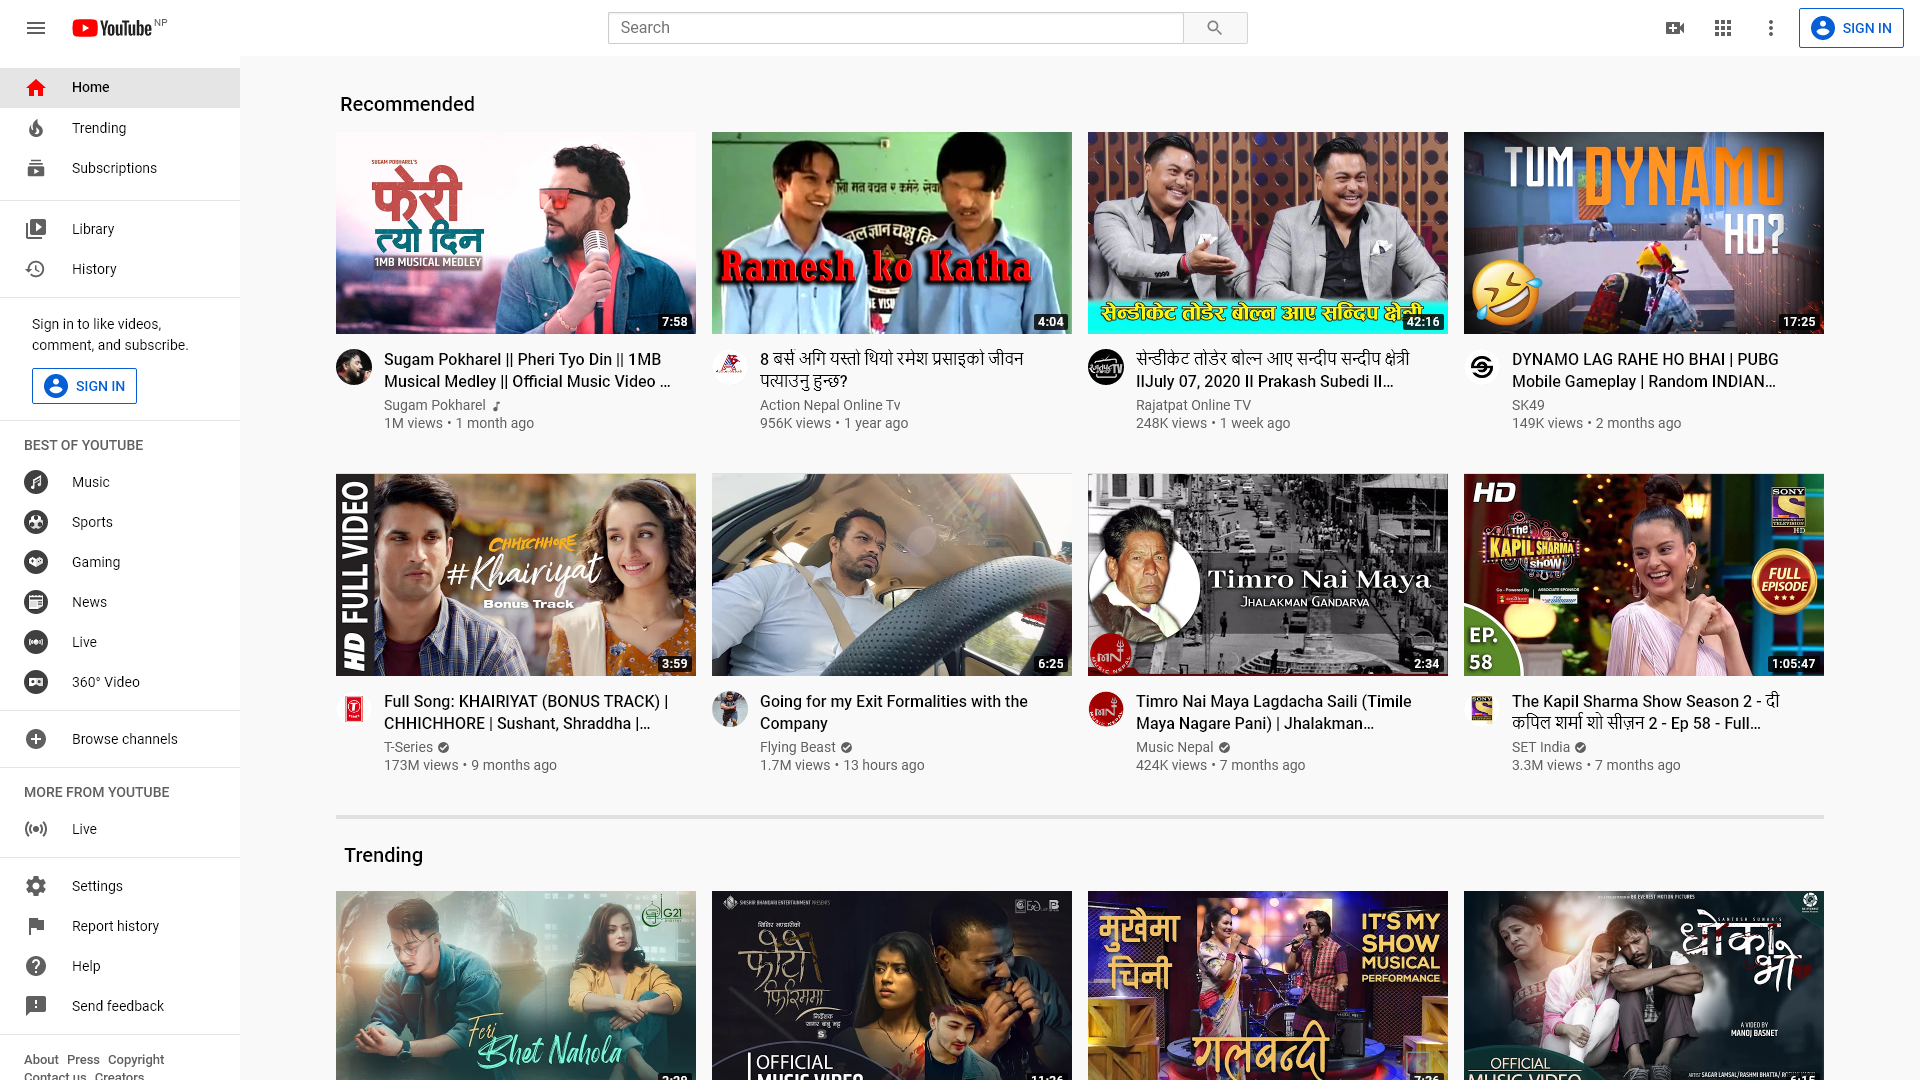 YouTube NP
Search
SIGN IN
Home
Trending
Subscriptions
Library
History
Sign in to like videos,
comment, and subscribe.
SIGN IN
BEST OF YOUTUBE
Music
Sports
Gaming
News
Live
360° Video
Browse channels
MORE FROM YOUTUBE
Live
Settings
Report history
Help
Send feedback
About Press Copyright
Contact us Creators
Recommended
SUGAM POKHAREL'S
फेरी
त्यो दिन
1MB MUSICAL MEDLEY
7:58
Sugam Pokharel || Pheri Tyo Din || 1MB
Musical Medley || Official Music Video ...
Sugam Pokharel
1M views • 1 month ago
Ramesh ko Katha
4:04
8 बर्स अगि यस्तो थियो रमेश प्रसाइको जीवन
पत्याउनु हुन्छ?
Action Nepal Online Tv
956K views • 1 year ago
सेन्डीकेट तोडेर बोल्न आए सन्दिप क्षेत्री
42:16
सेन्डीकेट तोडेर बोल्न आए सन्दीप सन्दीप क्षेत्री
IIJuly 07, 2020 II Prakash Subedi II...
Rajatpat Online TV
248K views • 1 week ago
TUM DYNAMO
HO?
17:25
DYNAMO LAG RAHE HO BHAI | PUBG
Mobile Gameplay | Random INDIAN...
SK49
149K views • 2 months ago
HD FULL VIDEO
CHHICHHORE
#Khairiyat
Bonus Track
3:59
Full Song: KHAIRIYAT (BONUS TRACK) |
CHHICHHORE | Sushant, Shraddha |...
T-Series
173M views • 9 months ago
6:25
Going for my Exit Formalities with the
Company
Flying Beast
1.7M views • 13 hours ago
Timro Nai Maya
Jhalakman Gandarva
2:34
Timro Nai Maya Lagdacha Saili (Timile
Maya Nagare Pani) | Jhalakman...
Music Nepal
424K views • 7 months ago
HD
SONY
The
KAPIL SHARMA
Show
FULL
EPISODE
EP.
58
1:05:47
The Kapil Sharma Show Season 2 - दी
कपिल शर्मा शो सीज़न 2 - Ep 58 - Full...
SET India
3.3M views • 7 months ago
Trending
G21
Feri
Bhet Nahola
SHISHIR BHANDARI ENTERTAINMENT PRESENTS
फोटो
फिरिममा
OFFICIAL
MUSIC VIDEO
11:26
मुखैमा
चिनी
IT'S MY
SHOW
MUSICAL
PERFORMANCE
गलबन्दी
7:26
धोका
भो
A VIDEO BY
MANOJ BASNET
OFFICIAL
MUSIC VIDEO
6:15